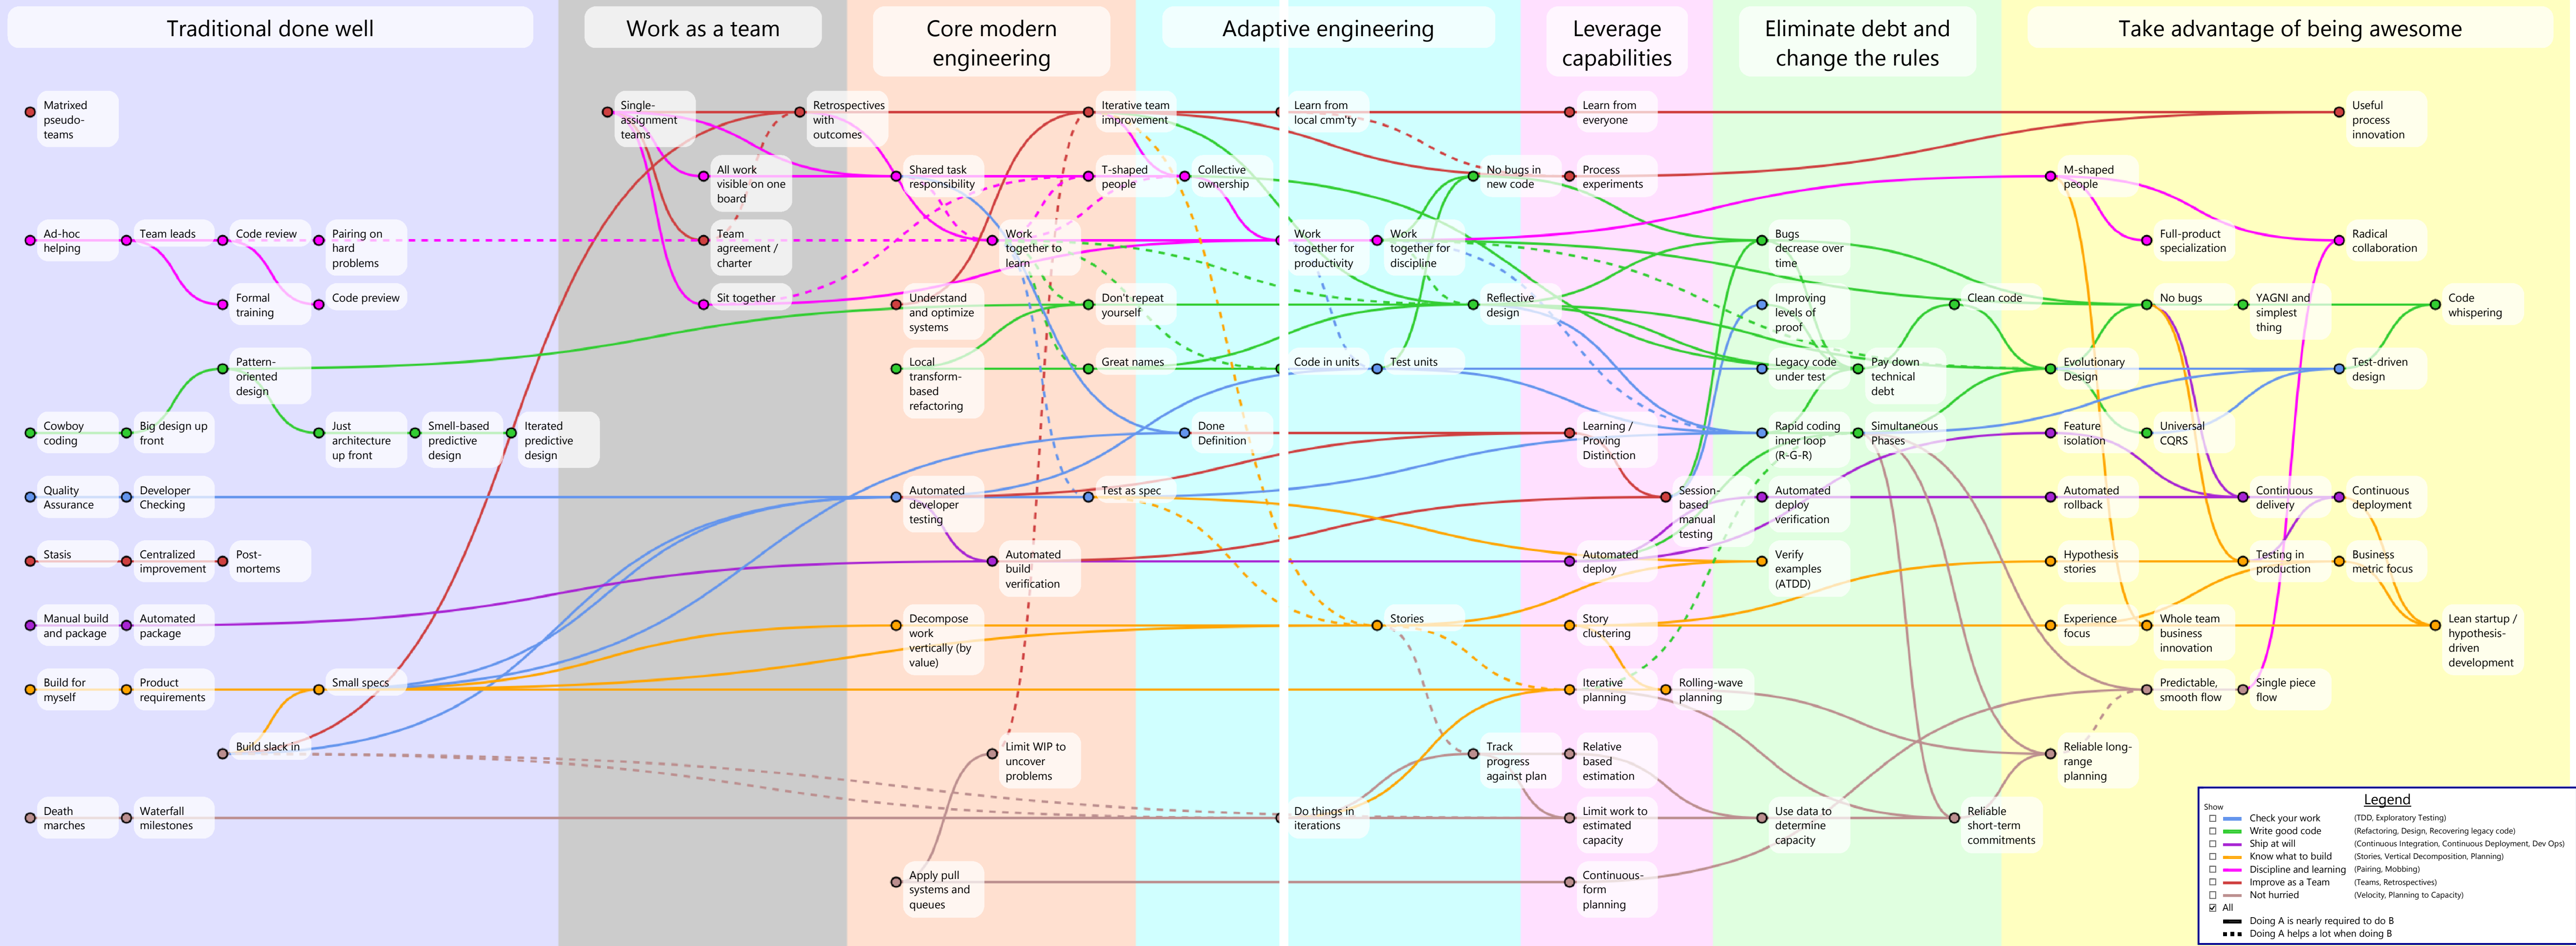 Traditional done well
Work as a team
Core modern
engineering
Adaptive engineering
Leverage
capabilities
Eliminate debt and
change the rules
Take advantage of being awesome
Matrixed
pseudo-
teams
Single-
assignment
teams
Retrospectives
with
outcomes
Iterative team
improvement
Learn from
local cmm'ty
Learn from
everyone
Useful
process
innovation
All work
visible on one
board
Shared task
responsibility
T-shaped
people
Collective
ownership
No bugs in
new code
Process
experiments
M-shaped
people
Ad-hoc
helping
Team leads
Code review
Pairing on
hard
problems
Team
agreement /
charter
Work
together to
learn
Work
together for
productivity
Work
together for
discipline
Bugs
decrease over
time
Full-product
specialization
Radical
collaboration
Formal
training
Code preview
Sit together
Understand
and optimize
systems
Don't repeat
yourself
Reflective
design
Improving
levels of
proof
Clean code
No bugs
YAGNI and
simplest
thing
Code
whispering
Pattern-
oriented
design
Local
transform-
based
refactoring
Great names
Code in units
Test units
Legacy code
under test
Pay down
technical
debt
Evolutionary
Design
Test-driven
design
Cowboy
coding
Big design up
front
Just
architecture
up front
Smell-based
predictive
design
Iterated
predictive
design
Done
Definition
Learning /
Proving
Distinction
Rapid coding
inner loop
(R-G-R)
Simultaneous
Phases
Feature
isolation
Universal
CQRS
Quality
Assurance
Developer
Checking
Automated
developer
testing
Test as spec
Session-
based
manual
testing
Automated
deploy
verification
Automated
rollback
Continuous
delivery
Continuous
deployment
Stasis
Centralized
improvement
Post-
mortems
Automated
build
verification
Automated
deploy
Verify
examples
(ATDD)
Hypothesis
stories
Testing in
production
Business
metric focus
Manual build
and package
Automated
package
Decompose
work
vertically (by
value)
Stories
Story
clustering
Experience
focus
Whole team
business
innovation
Lean startup /
hypothesis-
driven
development
Build for
myself
Product
requirements
Small specs
Iterative
planning
Rolling-wave
planning
Predictable,
smooth flow
Single piece
flow
Build slack in
Limit WIP to
uncover
problems
Track
progress
against plan
Relative
based
estimation
Reliable long-
range
planning
Death
marches
Waterfall
milestones
Do things in
iterations
Limit work to
estimated
capacity
Use data to
determine
capacity
Reliable
short-term
commitments
Apply pull
systems and
queues
Continuous-
form
planning
Legend
Show
Check your work (TDD, Exploratory Testing)
Write good code (Refactoring, Design, Recovering legacy code)
Ship at will (Continuous Integration, Continuous Deployment, Dev Ops)
Know what to build (Stories, Vertical Decomposition, Planning)
Discipline and learning (Pairing, Mobbing)
Improve as a Team (Teams, Retrospectives)
Not hurried (Velocity, Planning to Capacity)
All
Doing A is nearly required to do B
Doing A helps a lot when doing B